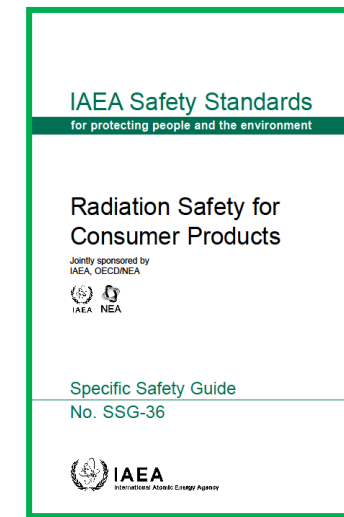 IAEA Safety Standards
for protecting people and the environment
Radiation Safety for
Consumer Products
Jointly sponsored by
IAEA, OECD/NEA
IAEA NEA
Specific Safety Guide
No. SSG-36
IAEA
International Atomic Energy Agency